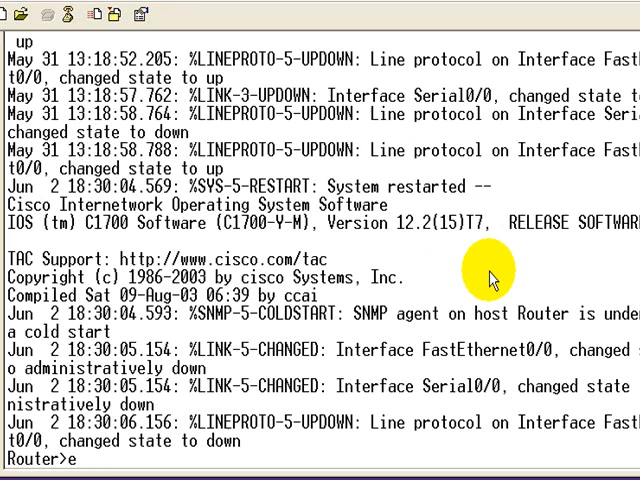 up
May 31 13:18:52.205: %LINEPROTO-5-UPDOWN: Line protocol on Interface Fast
t0/0, changed state to up
May 31 13:18:57.762: %LINK-3-UPDOWN: Interface Serial0/0, changed state t
May 31 13:18:58.764: %LINEPROTO-5-UPDOWN: Line protocol on Interface Seri
changed state to down
May 31 13:18:58.788: %LINEPROTO-5-UPDOWN: Line protocol on Interface Fast
t0/0, changed state to up
Jun  2 18:30:04.569: %SYS-5-RESTART: System restarted --
Cisco Internetwork Operating System Software
IOS (tm) C1700 Software (C1700-Y-M), Version 12.2(15)T7,  RELEASE SOFTWAR
TAC Support: http://www.cisco.com/tac
Copyright (c) 1986-2003 by cisco Systems, Inc.
Compiled Sat 09-Aug-03 06:39 by ccai
Jun  2 18:30:04.593: %SNMP-5-COLDSTART: SNMP agent on host Router is unde
a cold start
Jun  2 18:30:05.154: %LINK-5-CHANGED: Interface FastEthernet0/0, changed
o administratively down
Jun  2 18:30:05.154: %LINK-5-CHANGED: Interface Serial0/0, changed state
nistratively down
Jun  2 18:30:06.156: %LINEPROTO-5-UPDOWN: Line protocol on Interface Fast
t0/0, changed state to down
Router>e